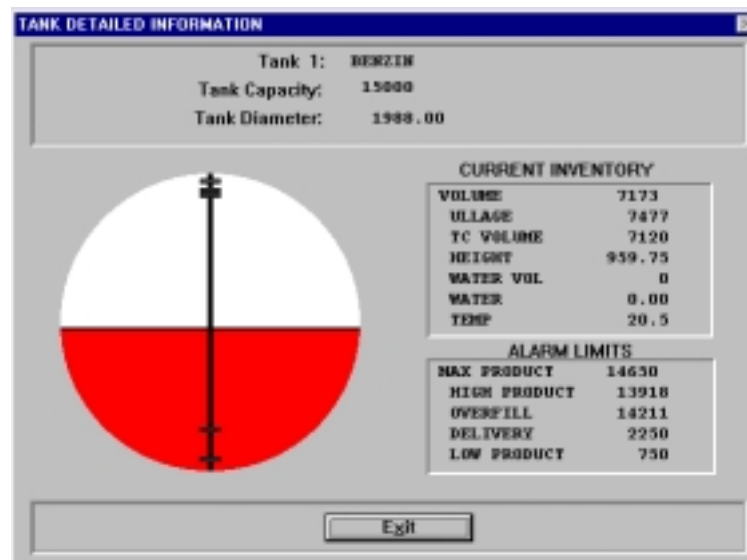 TANK DETAILED INFORMATION
Tank 1: BENZIN
Tank Capacity: 15000
Tank Diameter: 1988.00
CURRENT INVENTORY
VOLUME 7173
ULLAGE 7477
TC VOLUME 7120
HEIGHT 959.75
WATER VOL 0
WATER 0.00
TEMP 20.5
ALARM LIMITS
MAX PRODUCT 14650
HIGH PRODUCT 13918
OVERFILL 14211
DELIVERY 2250
LOW PRODUCT 750
Exit